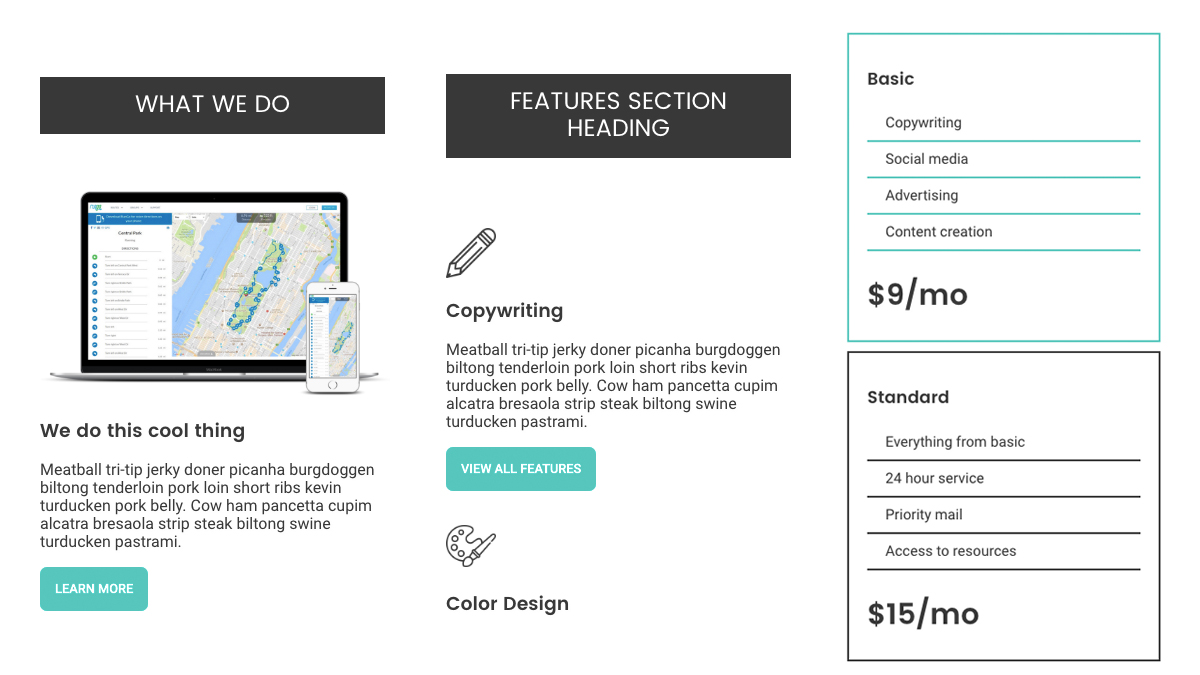 WHAT WE DO
Central Park
We do this cool thing
Meatball tri-tip jerky doner picanha burgdoggen
biltong tenderloin pork loin short ribs kevin
turducken pork belly. Cow ham pancetta cupim
alcatra bresaola strip steak biltong swine
turducken pastrami.
LEARN MORE
FEATURES SECTION
HEADING
Copywriting
Meatball tri-tip jerky doner picanha burgdoggen
biltong tenderloin pork loin short ribs kevin
turducken pork belly. Cow ham pancetta cupim
alcatra bresaola strip steak biltong swine
turducken pastrami.
VIEW ALL FEATURES
Color Design
Basic
Copywriting
Social media
Advertising
Content creation
$9/mo
Standard
Everything from basic
24 hour service
Priority mail
Access to resources
$15/mo